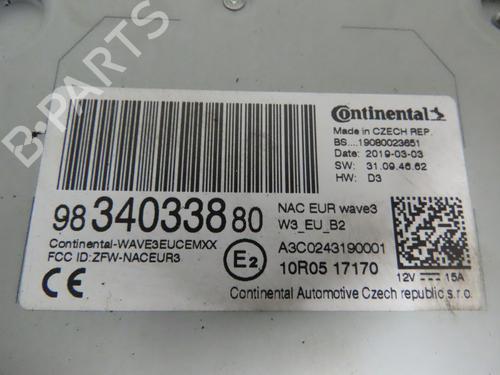 Continental
Made in CZECH REP.
BS....19080023651
Date: 2019-03-03
SW: 31.09.46.62
HW: D3
98 340338 80
NAC EUR wave3
W3_EU_B2
Continental-WAVE3EUCEMXX
FCC ID:ZFW-NACEUR3
A3C0243190001
E2
10R05 17170
12V 15A
CE
Continental Automotive Czech republic s.r.o.
B-PARTS